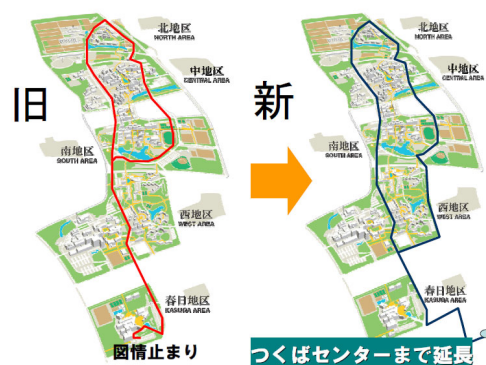 旧
北地区
NORTH AREA
中地区
CENTRAL AREA
南地区
SOUTH AREA
西地区
WEST AREA
春日地区
KASUGA AREA
図情止まり
新
北地区
NORTH AREA
中地区
CENTRAL AREA
南地区
SOUTH AREA
西地区
WEST AREA
春日地区
KASUGA AREA
つくばセンターまで延長